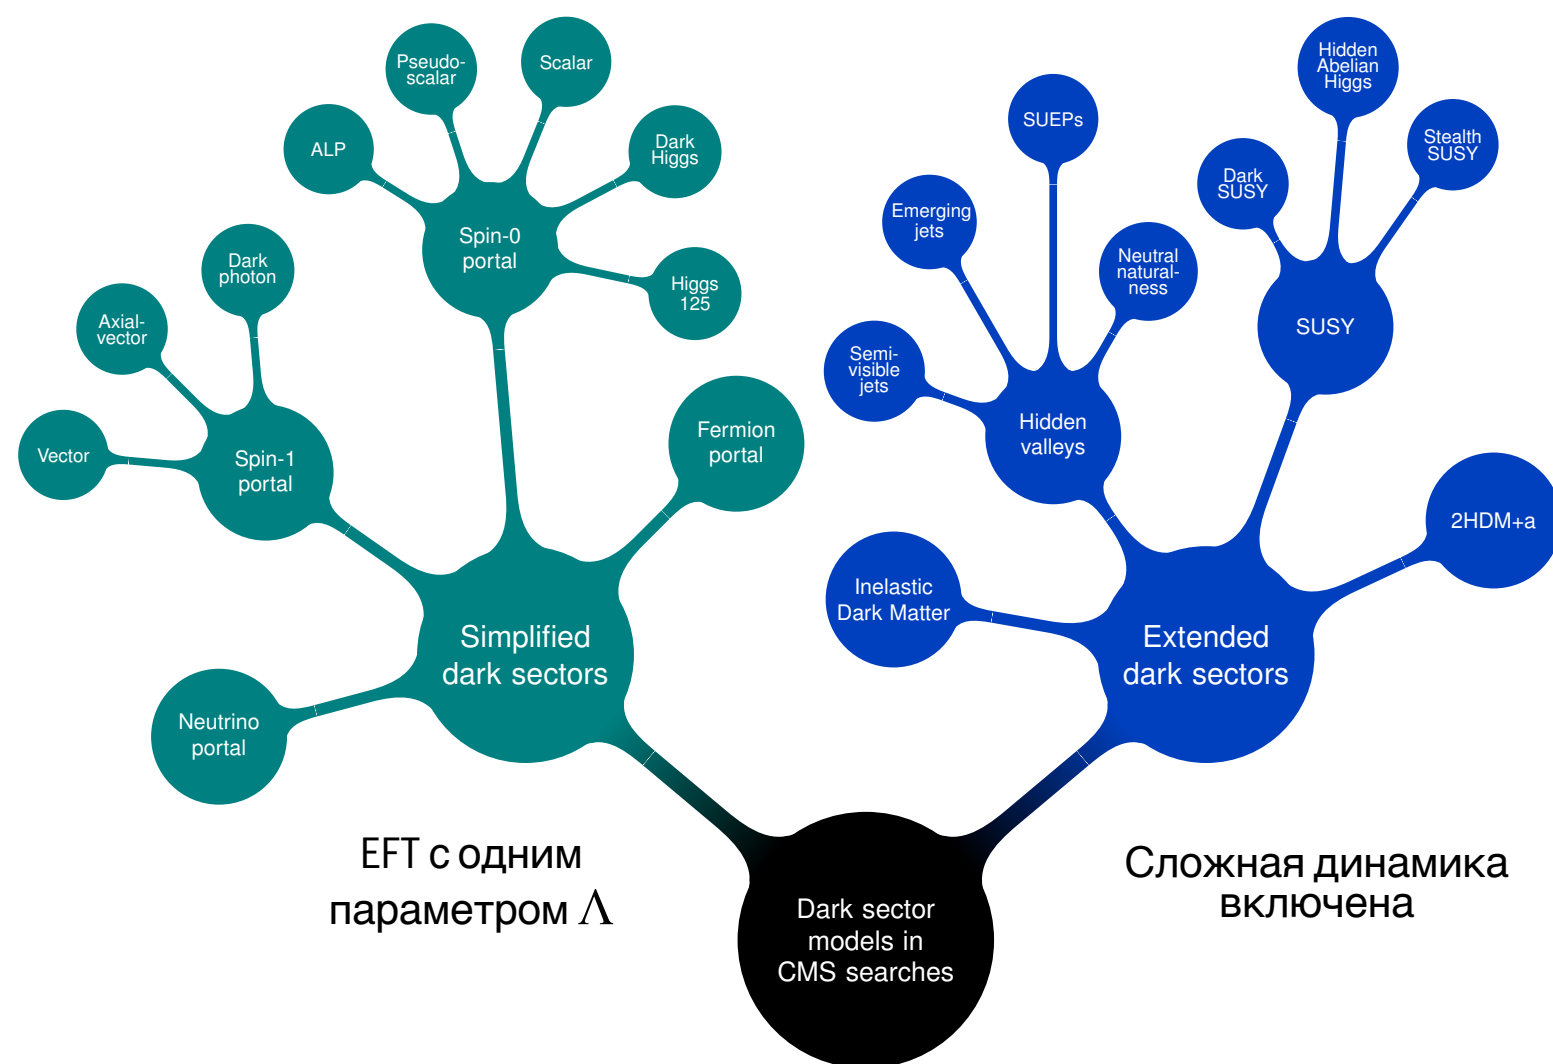 Pseudo-
scalar
Scalar
ALP
Dark
Higgs
Spin-0
portal
Higgs
125
Dark
photon
Axial-
vector
Vector
Spin-1
portal
Fermion
portal
Simplified
dark sectors
Neutrino
portal
EFT с одним
параметром Λ
Hidden
Abelian
Higgs
SUEPs
Stealth
SUSY
Dark
SUSY
Emerging
jets
Neutral
natural-
ness
SUSY
Semi-
visible
jets
Hidden
valleys
2HDM+a
Inelastic
Dark Matter
Extended
dark sectors
Сложная динамика
включена
Dark sector
models in
CMS searches